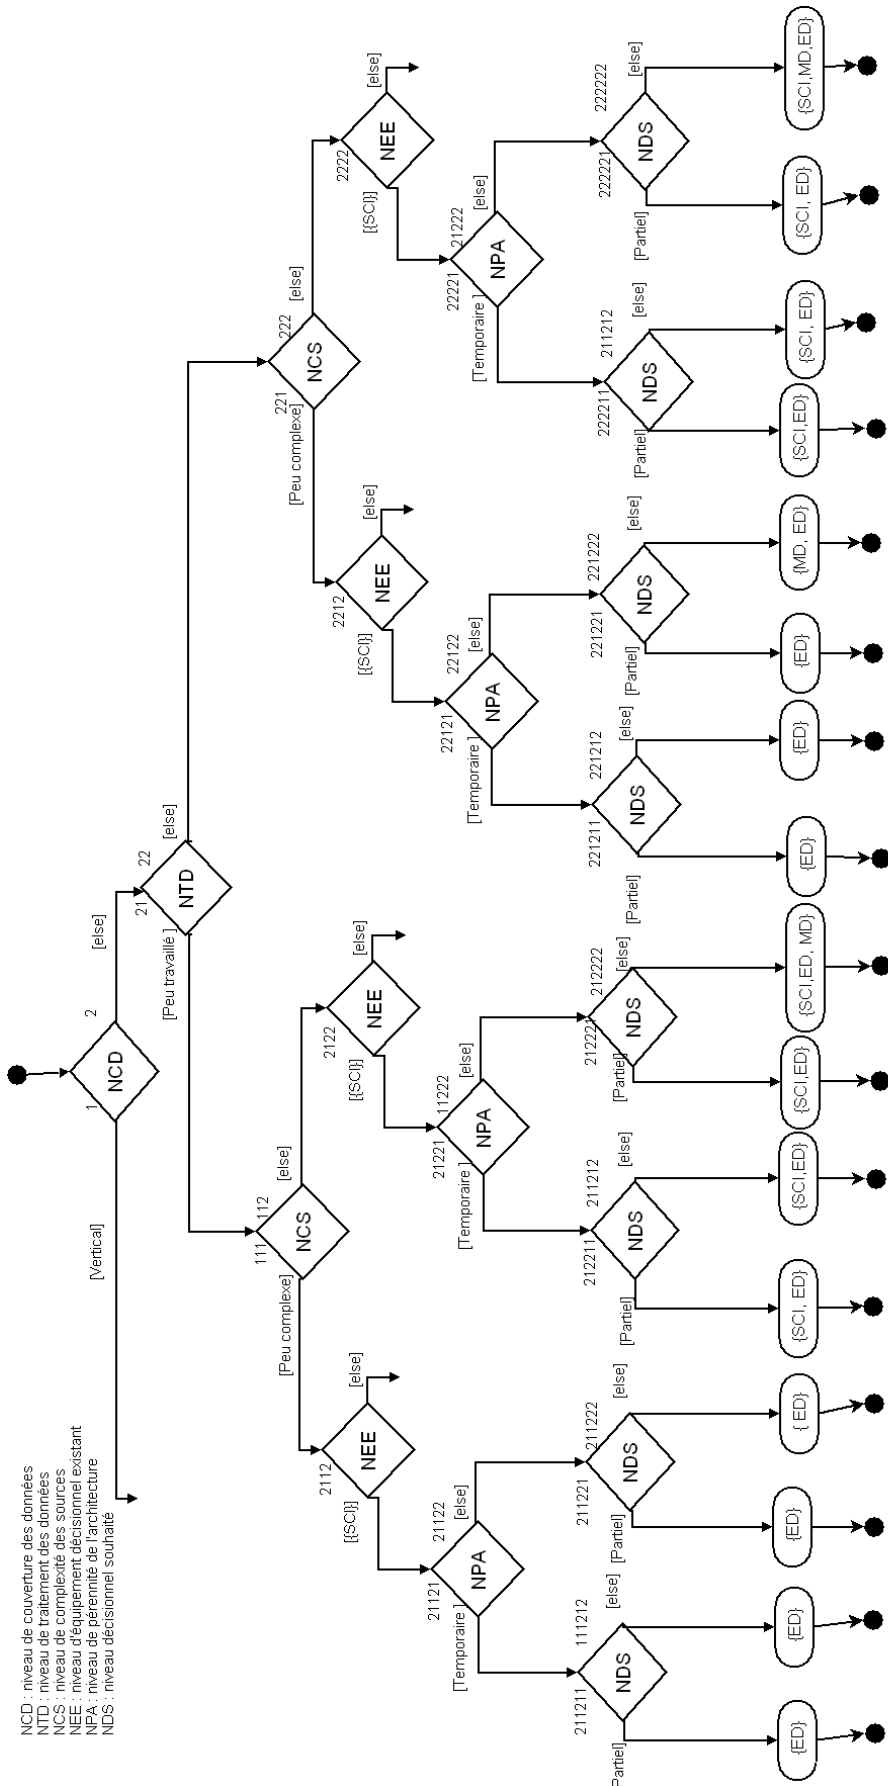 NCD : niveau de couverture des données
NTD : niveau de traitement des données
NCS : niveau de complexité des sources
NEE : niveau d'équipement décisionnel existant
NPA : niveau de pérennité de l'architecture
NDS : niveau décisionnel souhaité
1
2
NCD
[Vertical]
[else]
21
22
NTD
[Peu travaillé ]
[else]
111
112
NCS
[Peu complexe]
[else]
221
222
NCS
[Peu complexe]
[else]
2112
NEE
[{SCI}]
[else]
2122
NEE
[{SCI}]
[else]
2212
NEE
[{SCI}]
[else]
2222
NEE
[{SCI}]
[else]
21121
21122
NPA
[Temporaire ]
[else]
21221
11222
NPA
[Temporaire ]
[else]
22121
22122
NPA
[Temporaire ]
[else]
22221
21222
NPA
[Temporaire ]
[else]
211211
111212
NDS
Partiel]
[else]
211221
211222
NDS
[Partiel]
[else]
212211
211212
NDS
[Partiel]
[else]
212221
212222
NDS
[Partiel]
[else]
221211
221212
NDS
[Partiel]
[else]
221221
221222
NDS
[Partiel]
[else]
222211
211212
NDS
[Partiel]
[else]
222221
222222
NDS
[Partiel]
[else]
{ED}
{ED}
{ED}
{ ED}
{SCI, ED}
{SCI,ED}
{SCI,ED}
{SCI,ED, MD}
{ED}
{ED}
{ED}
{MD, ED}
{SCI,ED}
{SCI, ED}
{SCI, ED}
{SCI,MD,ED}